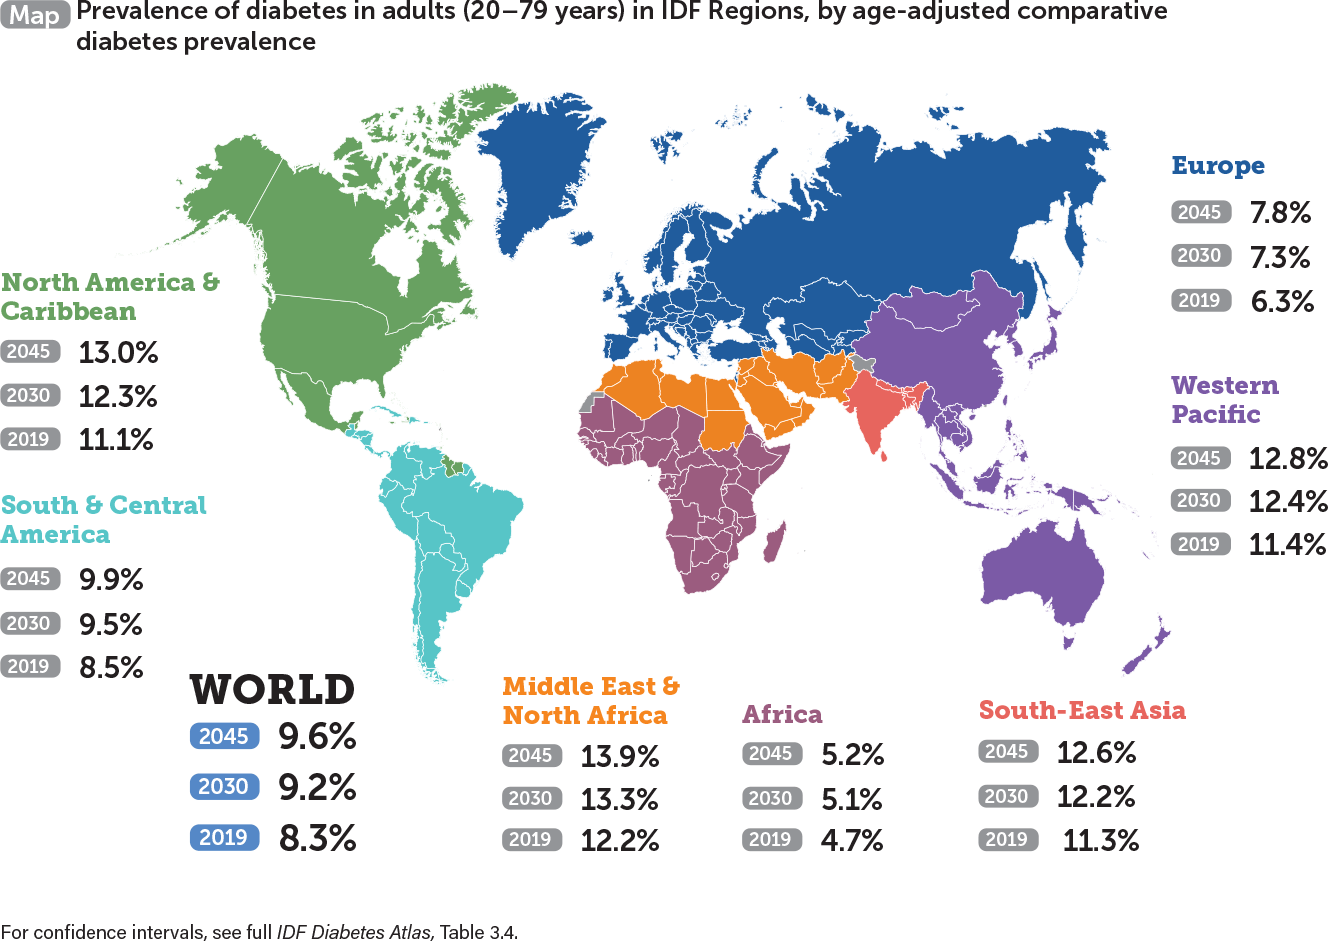 Map
Prevalence of diabetes in adults (20–79 years) in IDF Regions, by age-adjusted comparative
diabetes prevalence
Europe
2045 7.8%
2030 7.3%
2019 6.3%
North America &
Caribbean
2045 13.0%
2030 12.3%
2019 11.1%
Western
Pacific
2045 12.8%
2030 12.4%
2019 11.4%
South & Central
America
2045 9.9%
2030 9.5%
2019 8.5%
WORLD
2045 9.6%
2030 9.2%
2019 8.3%
Middle East &
North Africa
2045 13.9%
2030 13.3%
2019 12.2%
Africa
2045 5.2%
2030 5.1%
2019 4.7%
South-East Asia
2045 12.6%
2030 12.2%
2019 11.3%
For confidence intervals, see full IDF Diabetes Atlas, Table 3.4.